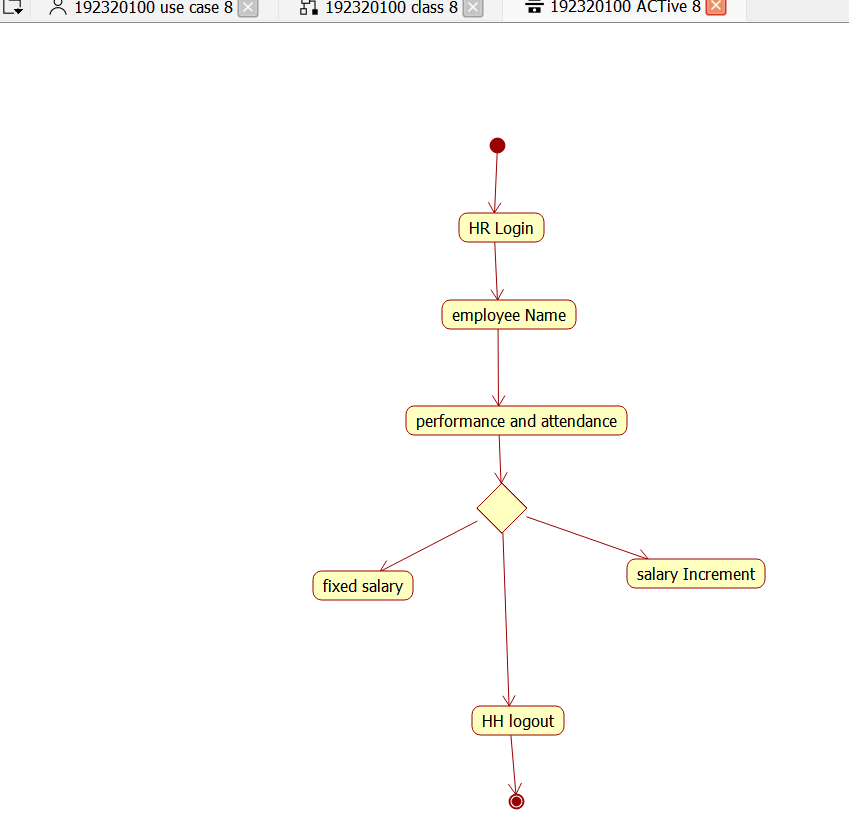 192320100 use case 8
192320100 class 8
192320100 ACTive 8
HR Login
employee Name
performance and attendance
fixed salary
salary Increment
HH logout